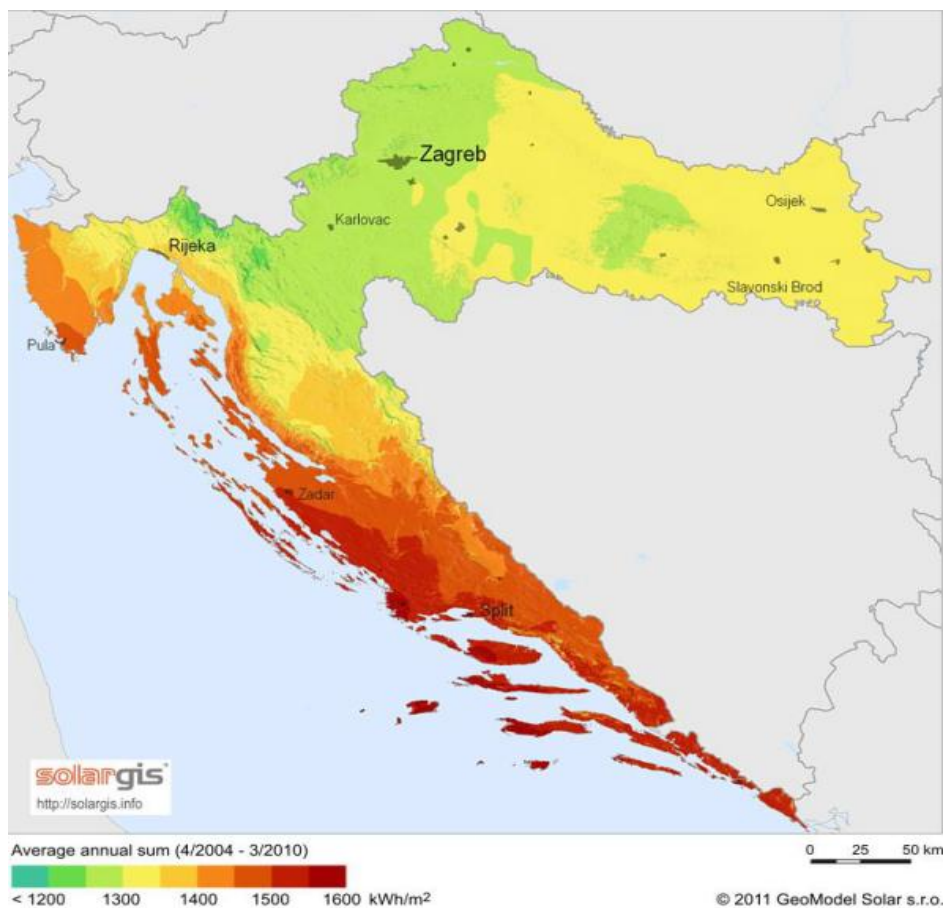 Zagreb
Karlovac
Osijek
Rijeka
Slavonski Brod
Pula
Zadar
Split
solargis
http://solargis.info
Average annual sum (4/2004 - 3/2010)
0 25 50 km
< 1200 1300 1400 1500 1600 kWh/m²
© 2011 GeoModel Solar s.r.o.